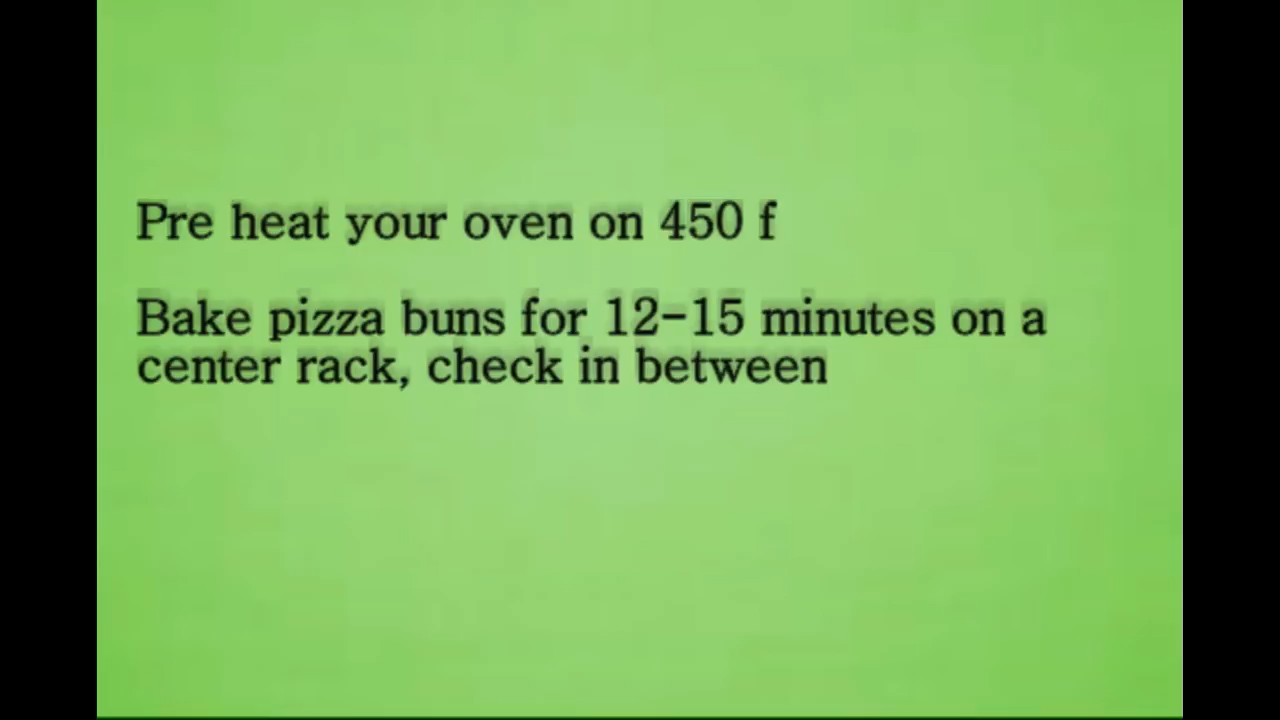 Pre heat your oven on 450 f
Bake pizza buns for 12-15 minutes on a
center rack, check in between